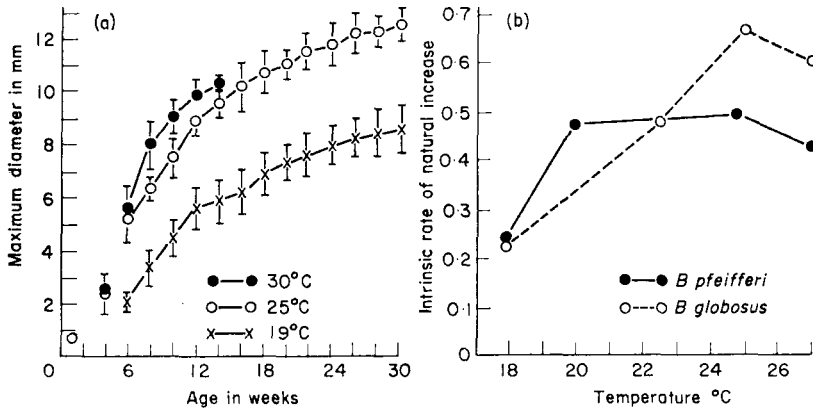 (a)
Maximum diameter in mm
12
10
8
6
4
2
0
6
12
18
24
30
Age in weeks
30°C
25°C
19°C
(b)
Intrinsic rate of natural increase
0·7
0·6
0·5
0·4
0·3
0·2
0·1
0
18
20
22
24
26
Temperature °C
B pfeifferi
B globosus